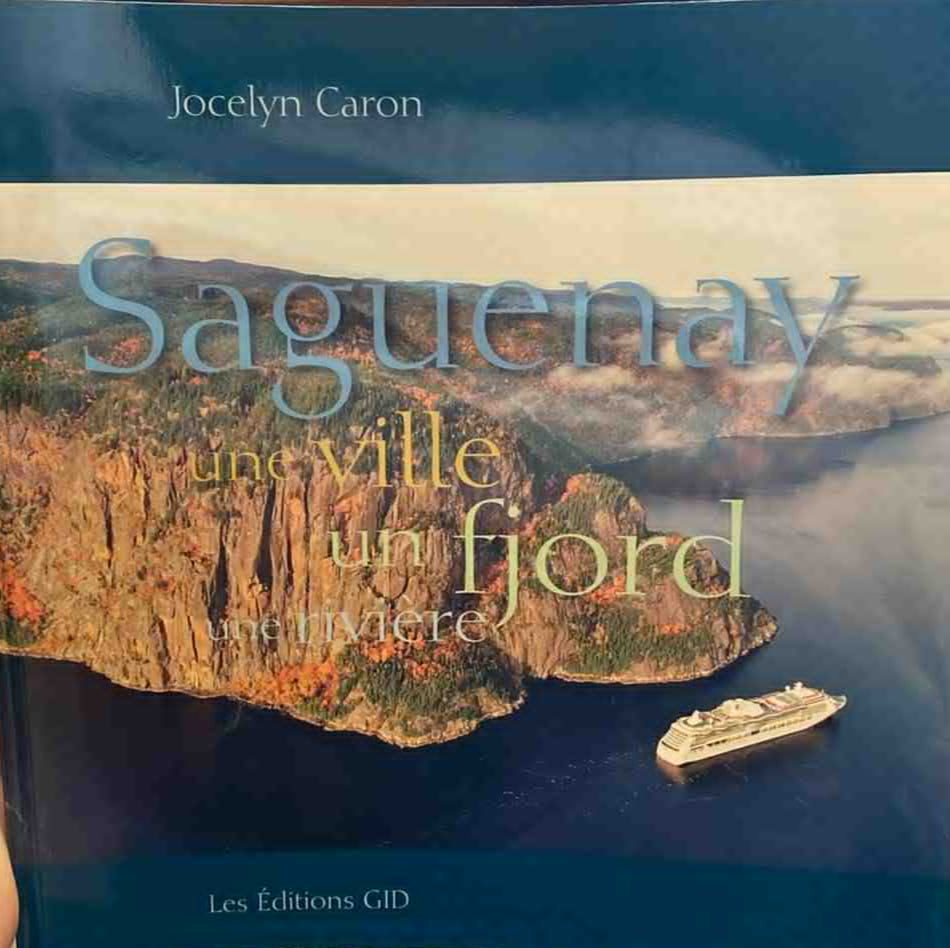 Jocelyn Caron
Saguenay
une ville
un fjord
une rivière
Les Éditions GID